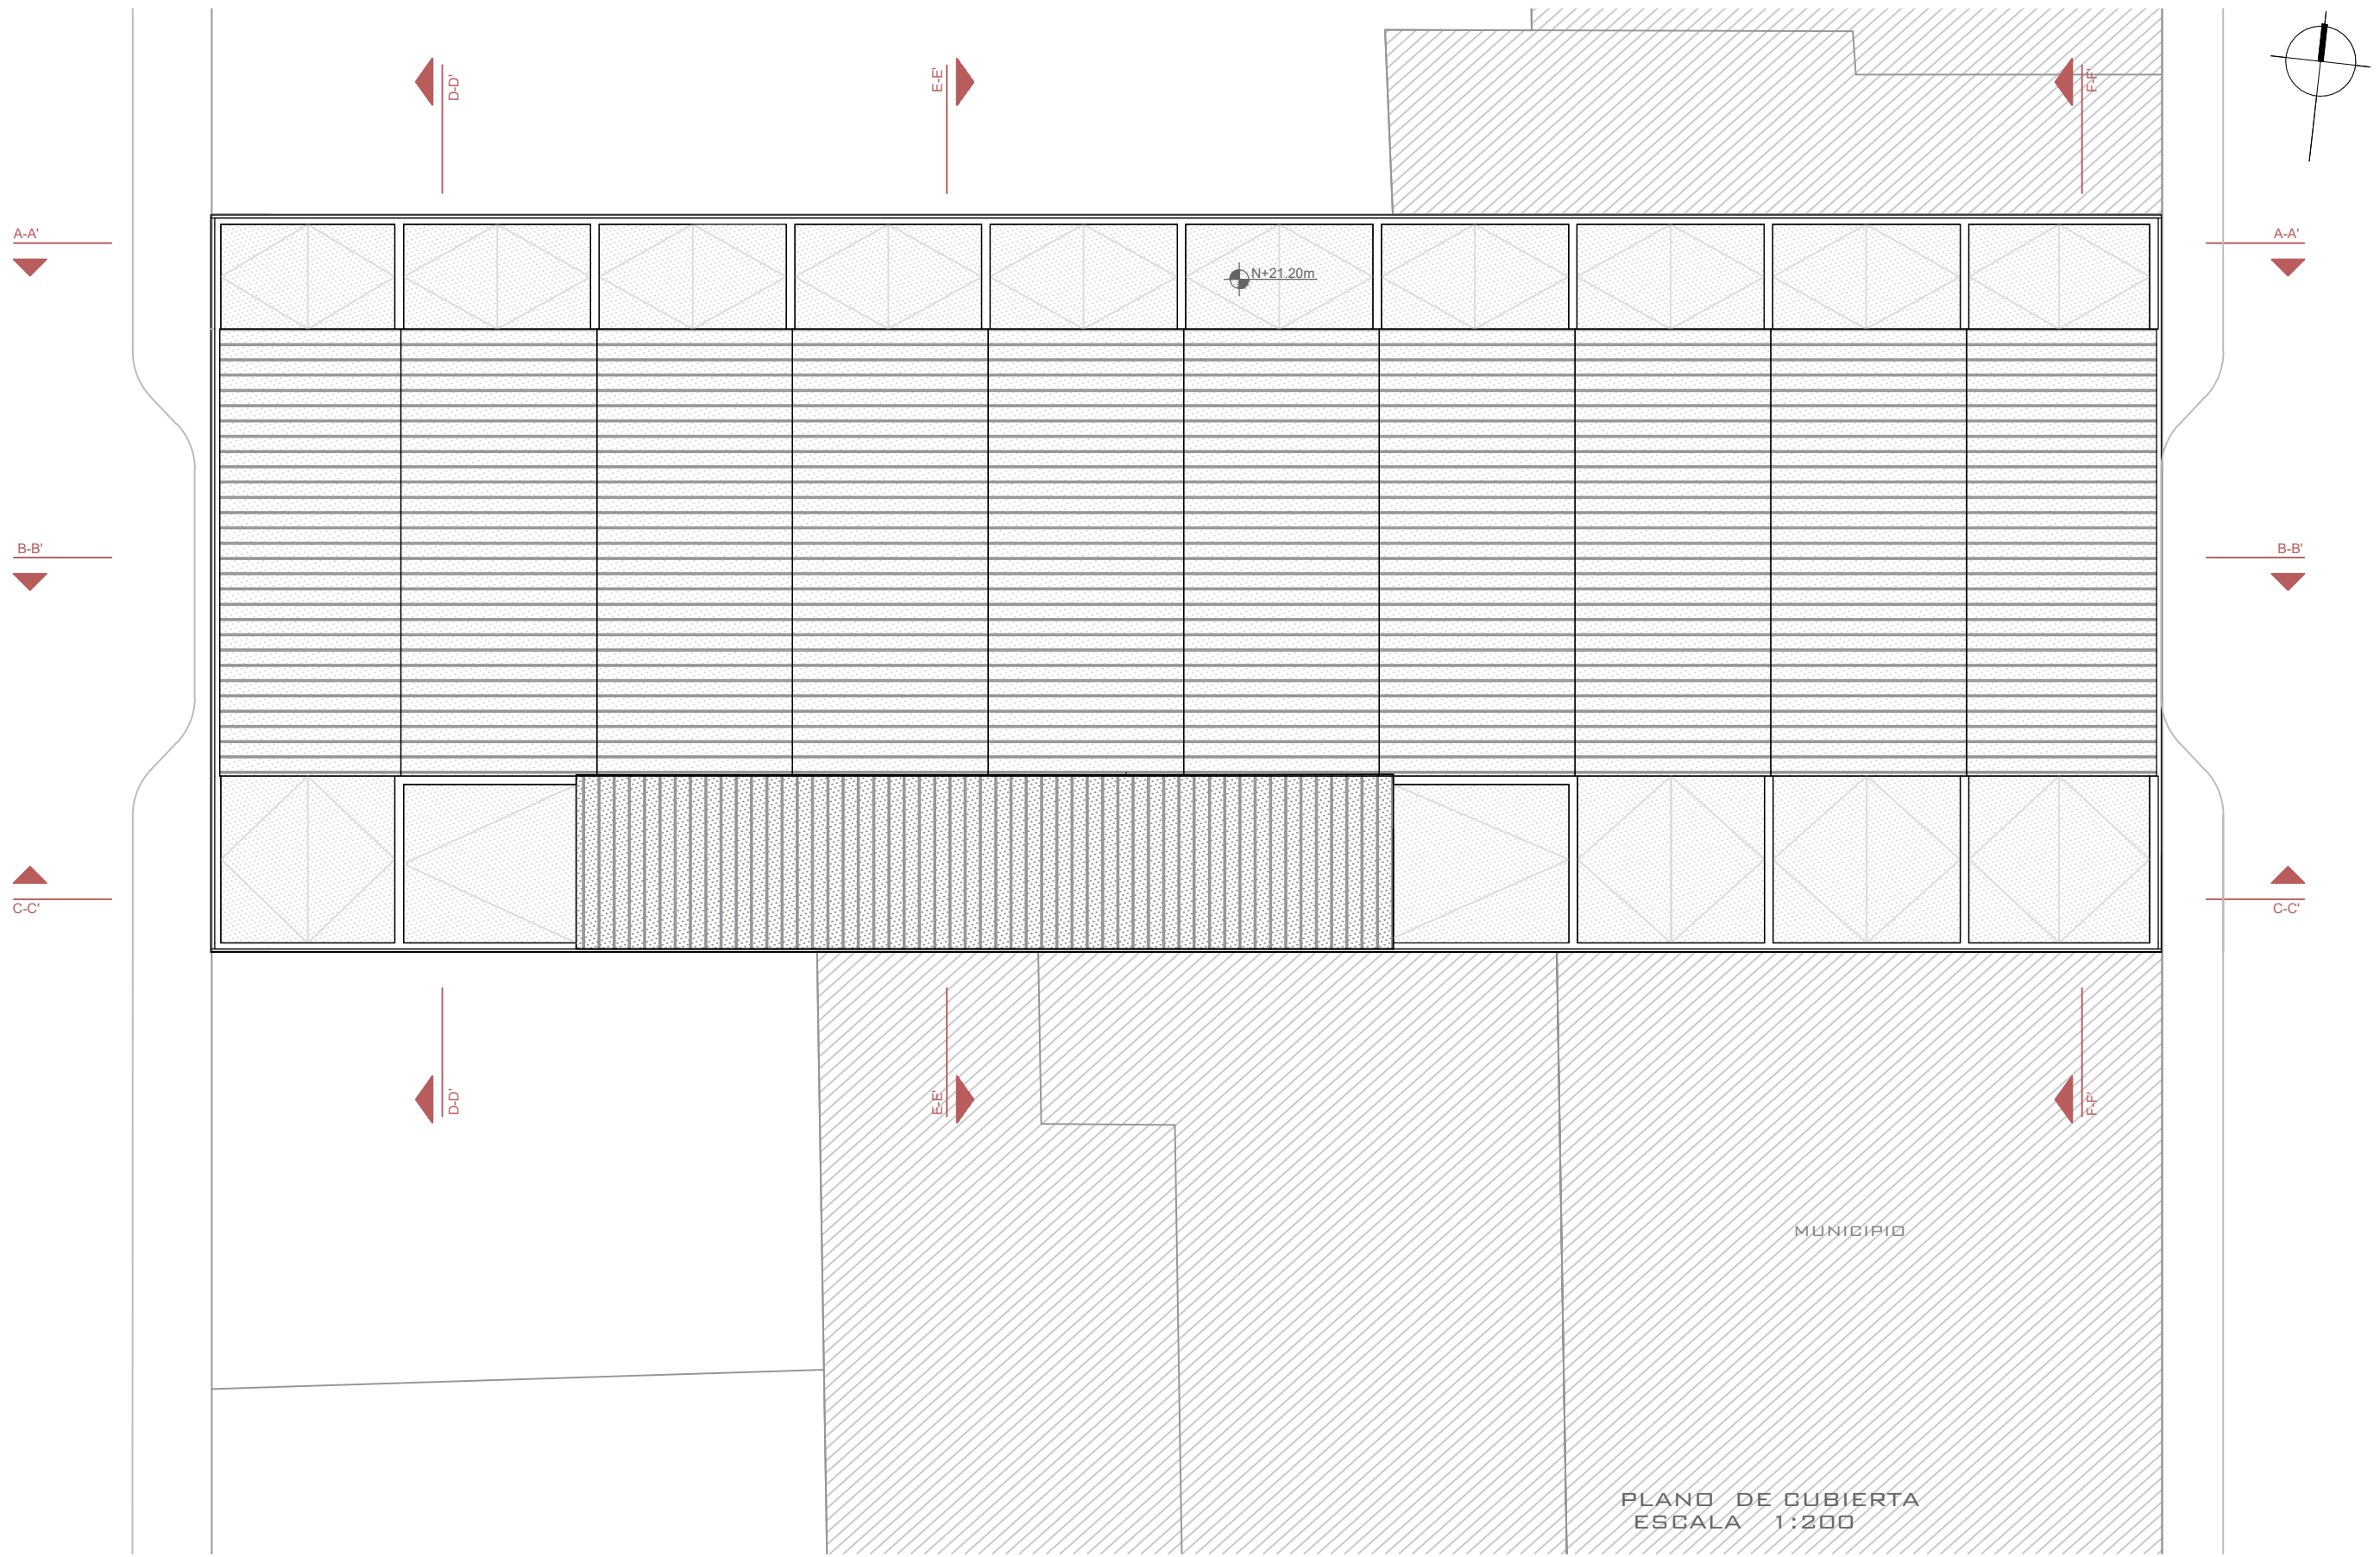 D-D'
E-E'
F-F'
A-A'
A-A'
N+21.20m
B-B'
B-B'
C-C'
C-C'
D-D'
E-E'
F-F'
MUNICIPIO
PLANO DE CUBIERTA
ESCALA 1:200